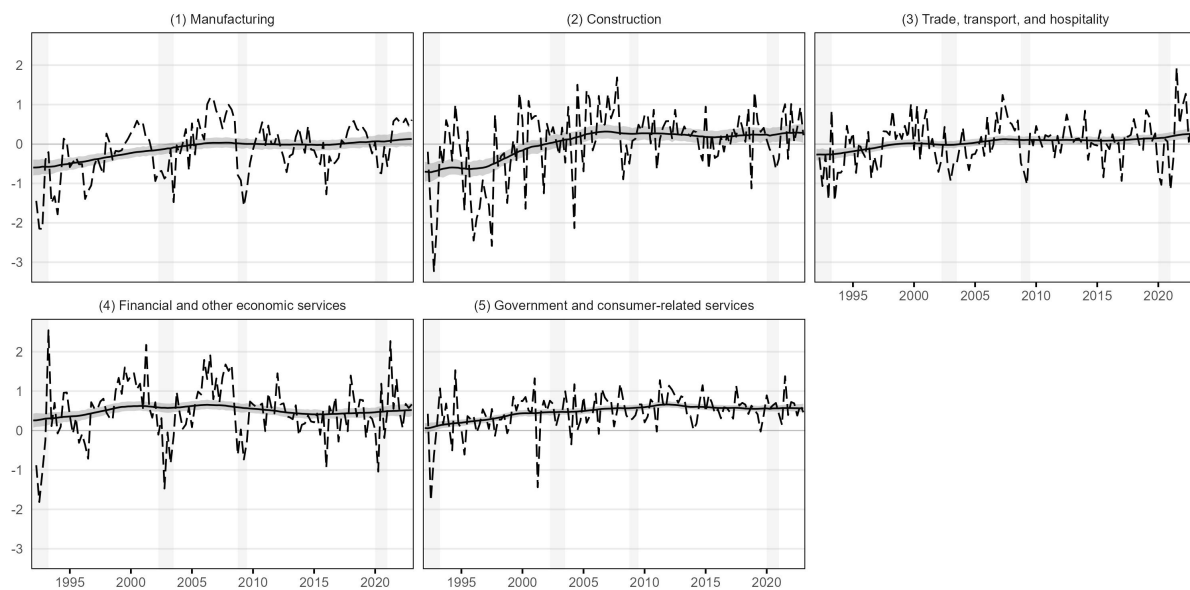 (1) Manufacturing
(2) Construction
(3) Trade, transport, and hospitality
2
1
0
-1
-2
-3
1995 2000 2005 2010 2015 2020
(4) Financial and other economic services
(5) Government and consumer-related services
2
1
0
-1
-2
-3
1995 2000 2005 2010 2015 2020
1995 2000 2005 2010 2015 2020